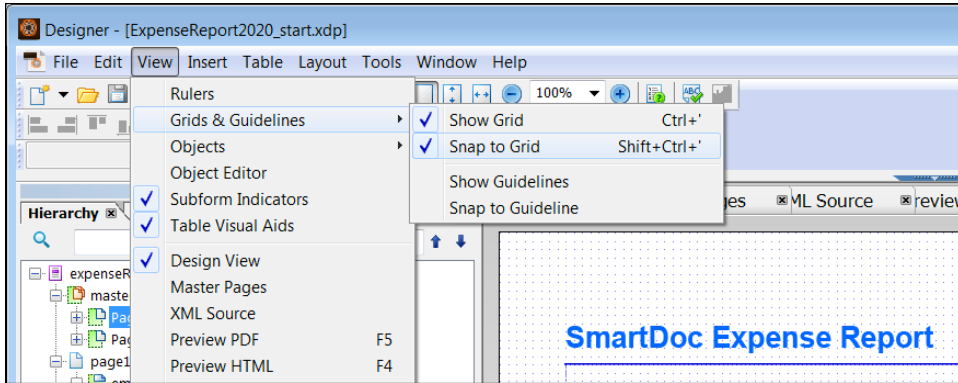 Designer - [ExpenseReport2020_start.xdp]
File Edit View Insert Table Layout Tools Window Help
100%
ABC
Rulers
Grids & Guidelines
Objects
Object Editor
Subform Indicators
Table Visual Aids
Design View
Master Pages
XML Source
Preview PDF F5
Preview HTML F4
Show Grid Ctrl+'
Snap to Grid Shift+Ctrl+'
Show Guidelines
Snap to Guideline
Hierarchy
ges ML Source review
expenseR
maste
Pag
Pag
page1
SmartDoc Expense Report